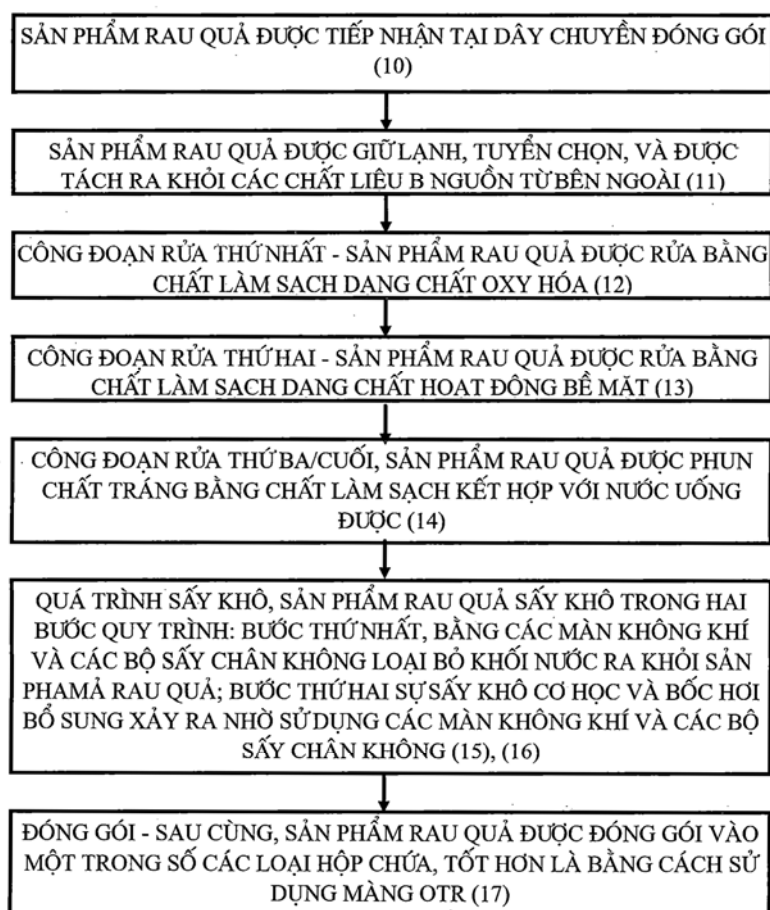 SẢN PHẨM RAU QUẢ ĐƯỢC TIẾP NHẬN TẠI DÂY CHUYỀN ĐÓNG GÓI
(10)
SẢN PHẨM RAU QUẢ ĐƯỢC GIỮ LẠNH, TUYỂN CHỌN, VÀ ĐƯỢC
TÁCH RA KHỎI CÁC CHẤT LIỆU B NGUỒN TỪ BÊN NGOÀI (11)
CÔNG ĐOẠN RỬA THỨ NHẤT - SẢN PHẨM RAU QUẢ ĐƯỢC RỬA BẰNG
CHẤT LÀM SẠCH DẠNG CHẤT OXY HÓA (12)
CÔNG ĐOẠN RỬA THỨ HAI - SẢN PHẨM RAU QUẢ ĐƯỢC RỬA BẰNG
CHẤT LÀM SẠCH DẠNG CHẤT HOẠT ĐỘNG BỀ MẶT (13)
CÔNG ĐOẠN RỬA THỨ BA/CUỐI, SẢN PHẨM RAU QUẢ ĐƯỢC PHUN
CHẤT TRÁNG BẰNG CHẤT LÀM SẠCH KẾT HỢP VỚI NƯỚC UỐNG
ĐƯỢC (14)
QUÁ TRÌNH SẤY KHÔ, SẢN PHẨM RAU QUẢ SẤY KHÔ TRONG HAI
BƯỚC QUY TRÌNH: BƯỚC THỨ NHẤT, BẰNG CÁC MÀN KHÔNG KHÍ
VÀ CÁC BỘ SẤY CHÂN KHÔNG LOẠI BỎ KHỐI NƯỚC RA KHỎI SẢN
PHAMẢ RAU QUẢ; BƯỚC THỨ HAI SỰ SẤY KHÔ CƠ HỌC VÀ BỐC HƠI
BỔ SUNG XẢY RA NHỜ SỬ DỤNG CÁC MÀN KHÔNG KHÍ VÀ CÁC BỘ
SẤY CHÂN KHÔNG (15), (16)
ĐÓNG GÓI - SAU CÙNG, SẢN PHẨM RAU QUẢ ĐƯỢC ĐÓNG GÓI VÀO
MỘT TRONG SỐ CÁC LOẠI HỘP CHỨA, TỐT HƠN LÀ BẰNG CÁCH SỬ
DỤNG MÀNG OTR (17)